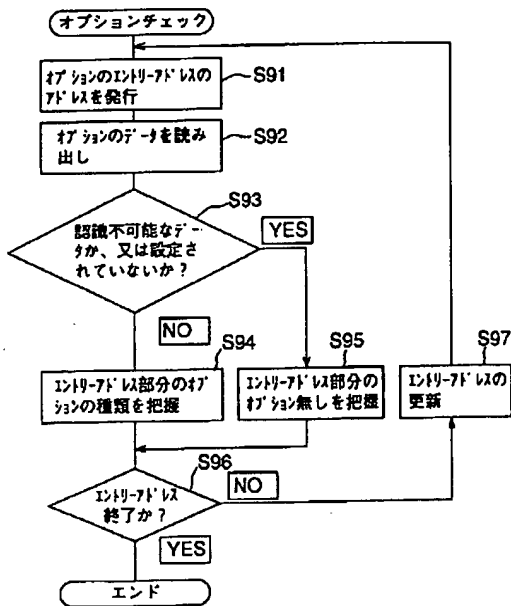 オプションチェック
オプションのエントリーアドレスの
アドレスを発行
S91
オプションのデータを読み
出し
S92
S93
認識不可能なデー
タか、又は設定さ
れていないか？
YES
NO
S94
エントリーアドレス部分のオプ
ションの種類を把握
S95
エントリーアドレス部分の
オプション無しを把握
S97
エントリーアドレスの
更新
S96
エントリーアドレス
終了か？
NO
YES
エンド